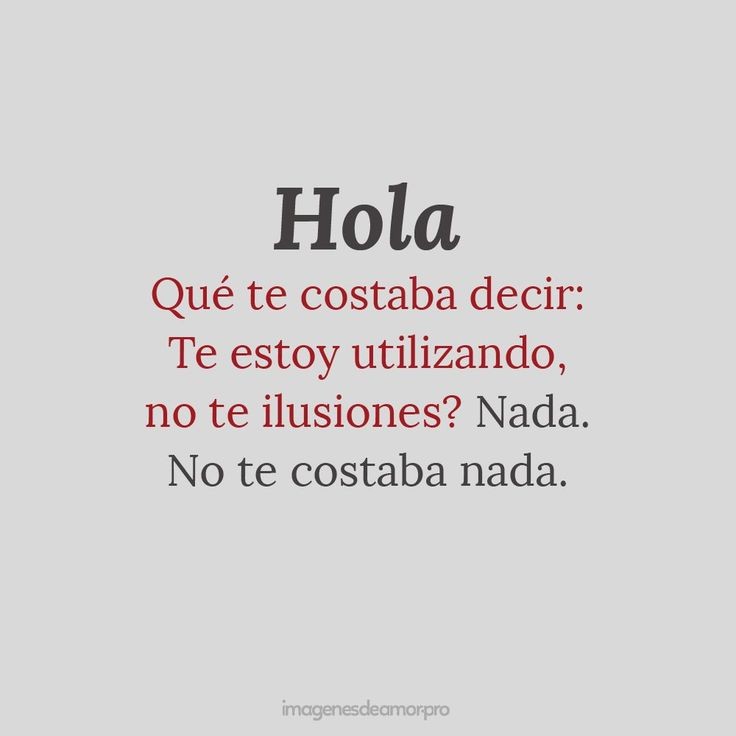 Hola
Qué te costaba decir:
Te estoy utilizando,
no te ilusiones? Nada.
No te costaba nada.
imagenesdeamor.pro